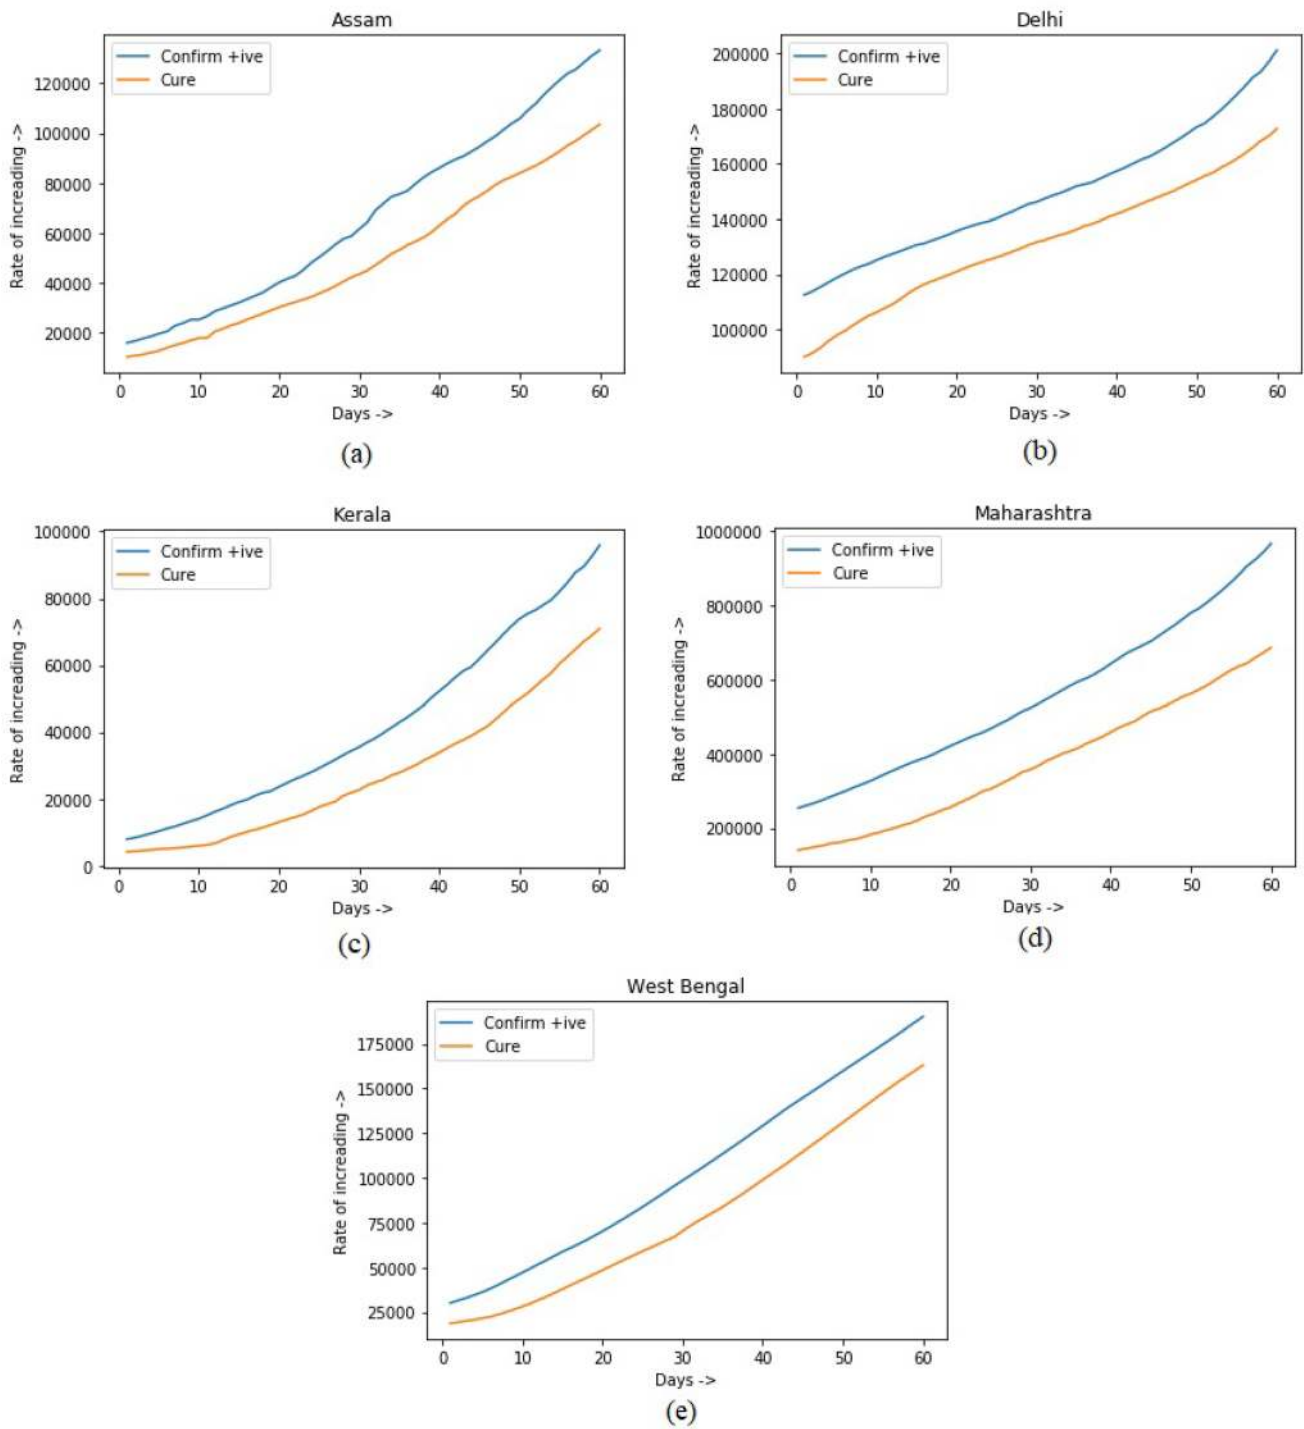 Assam
Confirm +ive
Cure
120000
100000
80000
60000
40000
20000
Rate of increading ->
0 10 20 30 40 50 60
Days ->
(a)
Delhi
Confirm +ive
Cure
200000
180000
160000
140000
120000
100000
Rate of increading ->
0 10 20 30 40 50 60
Days ->
(b)
Kerala
Confirm +ive
Cure
100000
80000
60000
40000
20000
0
Rate of increading ->
0 10 20 30 40 50 60
Days ->
(c)
Maharashtra
Confirm +ive
Cure
1000000
800000
600000
400000
200000
Rate of increading ->
0 10 20 30 40 50 60
Days ->
(d)
West Bengal
Confirm +ive
Cure
175000
150000
125000
100000
75000
50000
25000
Rate of increading ->
0 10 20 30 40 50 60
Days ->
(e)